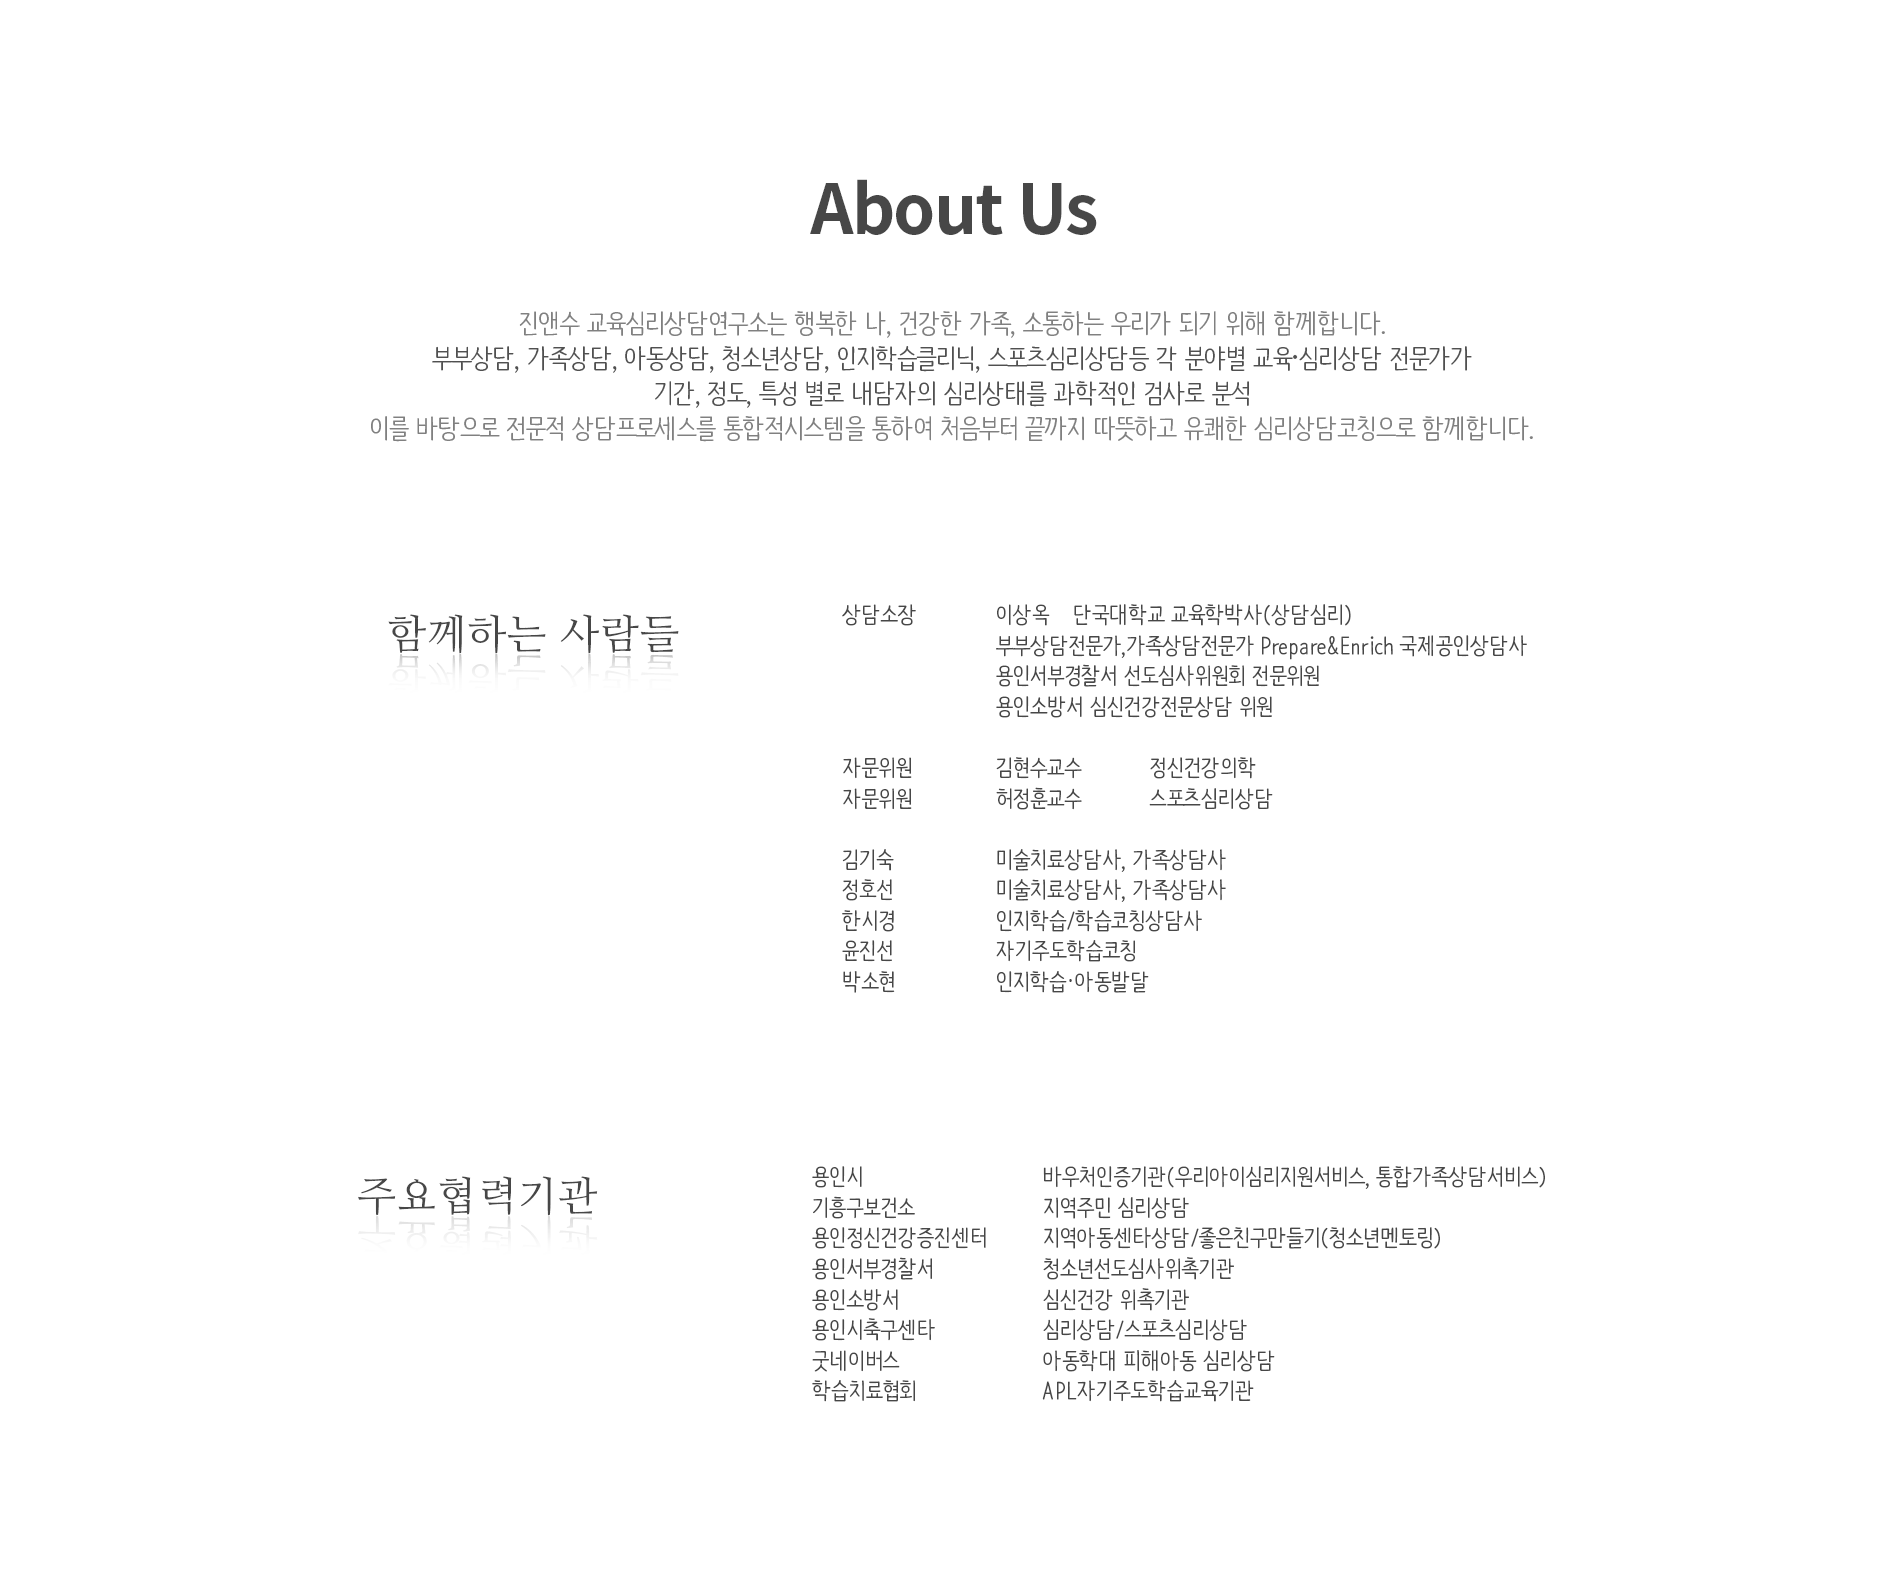 About Us
진앤수 교육심리상담연구소는 행복한 나, 건강한 가족, 소통하는 우리가 되기 위해 함께합니다.
부부상담, 가족상담, 아동상담, 청소년상담, 인지학습클리닉, 스포츠심리상담등 각 분야별 교육•심리상담 전문가가
기간, 정도, 특성 별로 내담자의 심리상태를 과학적인 검사로 분석
이를 바탕으로 전문적 상담프로세스를 통합적시스템을 통하여 처음부터 끝까지 따뜻하고 유쾌한 심리상담코칭으로 함께합니다.
함께하는 사람들
상담소장 이상옥 단국대학교 교육학박사(상담심리)
부부상담전문가,가족상담전문가 Prepare&Enrich 국제공인상담사
용인서부경찰서 선도심사위원회 전문위원
용인소방서 심신건강전문상담 위원
자문위원 김현수교수 정신건강의학
자문위원 허정훈교수 스포츠심리상담
김기숙 미술치료상담사, 가족상담사
정호선 미술치료상담사, 가족상담사
한시경 인지학습/학습코칭상담사
윤진선 자기주도학습코칭
박소현 인지학습·아동발달
주요협력기관
용인시 바우처인증기관(우리아이심리지원서비스, 통합가족상담서비스)
기흥구보건소 지역주민 심리상담
용인정신건강증진센터 지역아동센타상담/좋은친구만들기(청소년멘토링)
용인서부경찰서 청소년선도심사위촉기관
용인소방서 심신건강 위촉기관
용인시축구센타 심리상담/스포츠심리상담
굿네이버스 아동학대 피해아동 심리상담
학습치료협회 APL자기주도학습교육기관